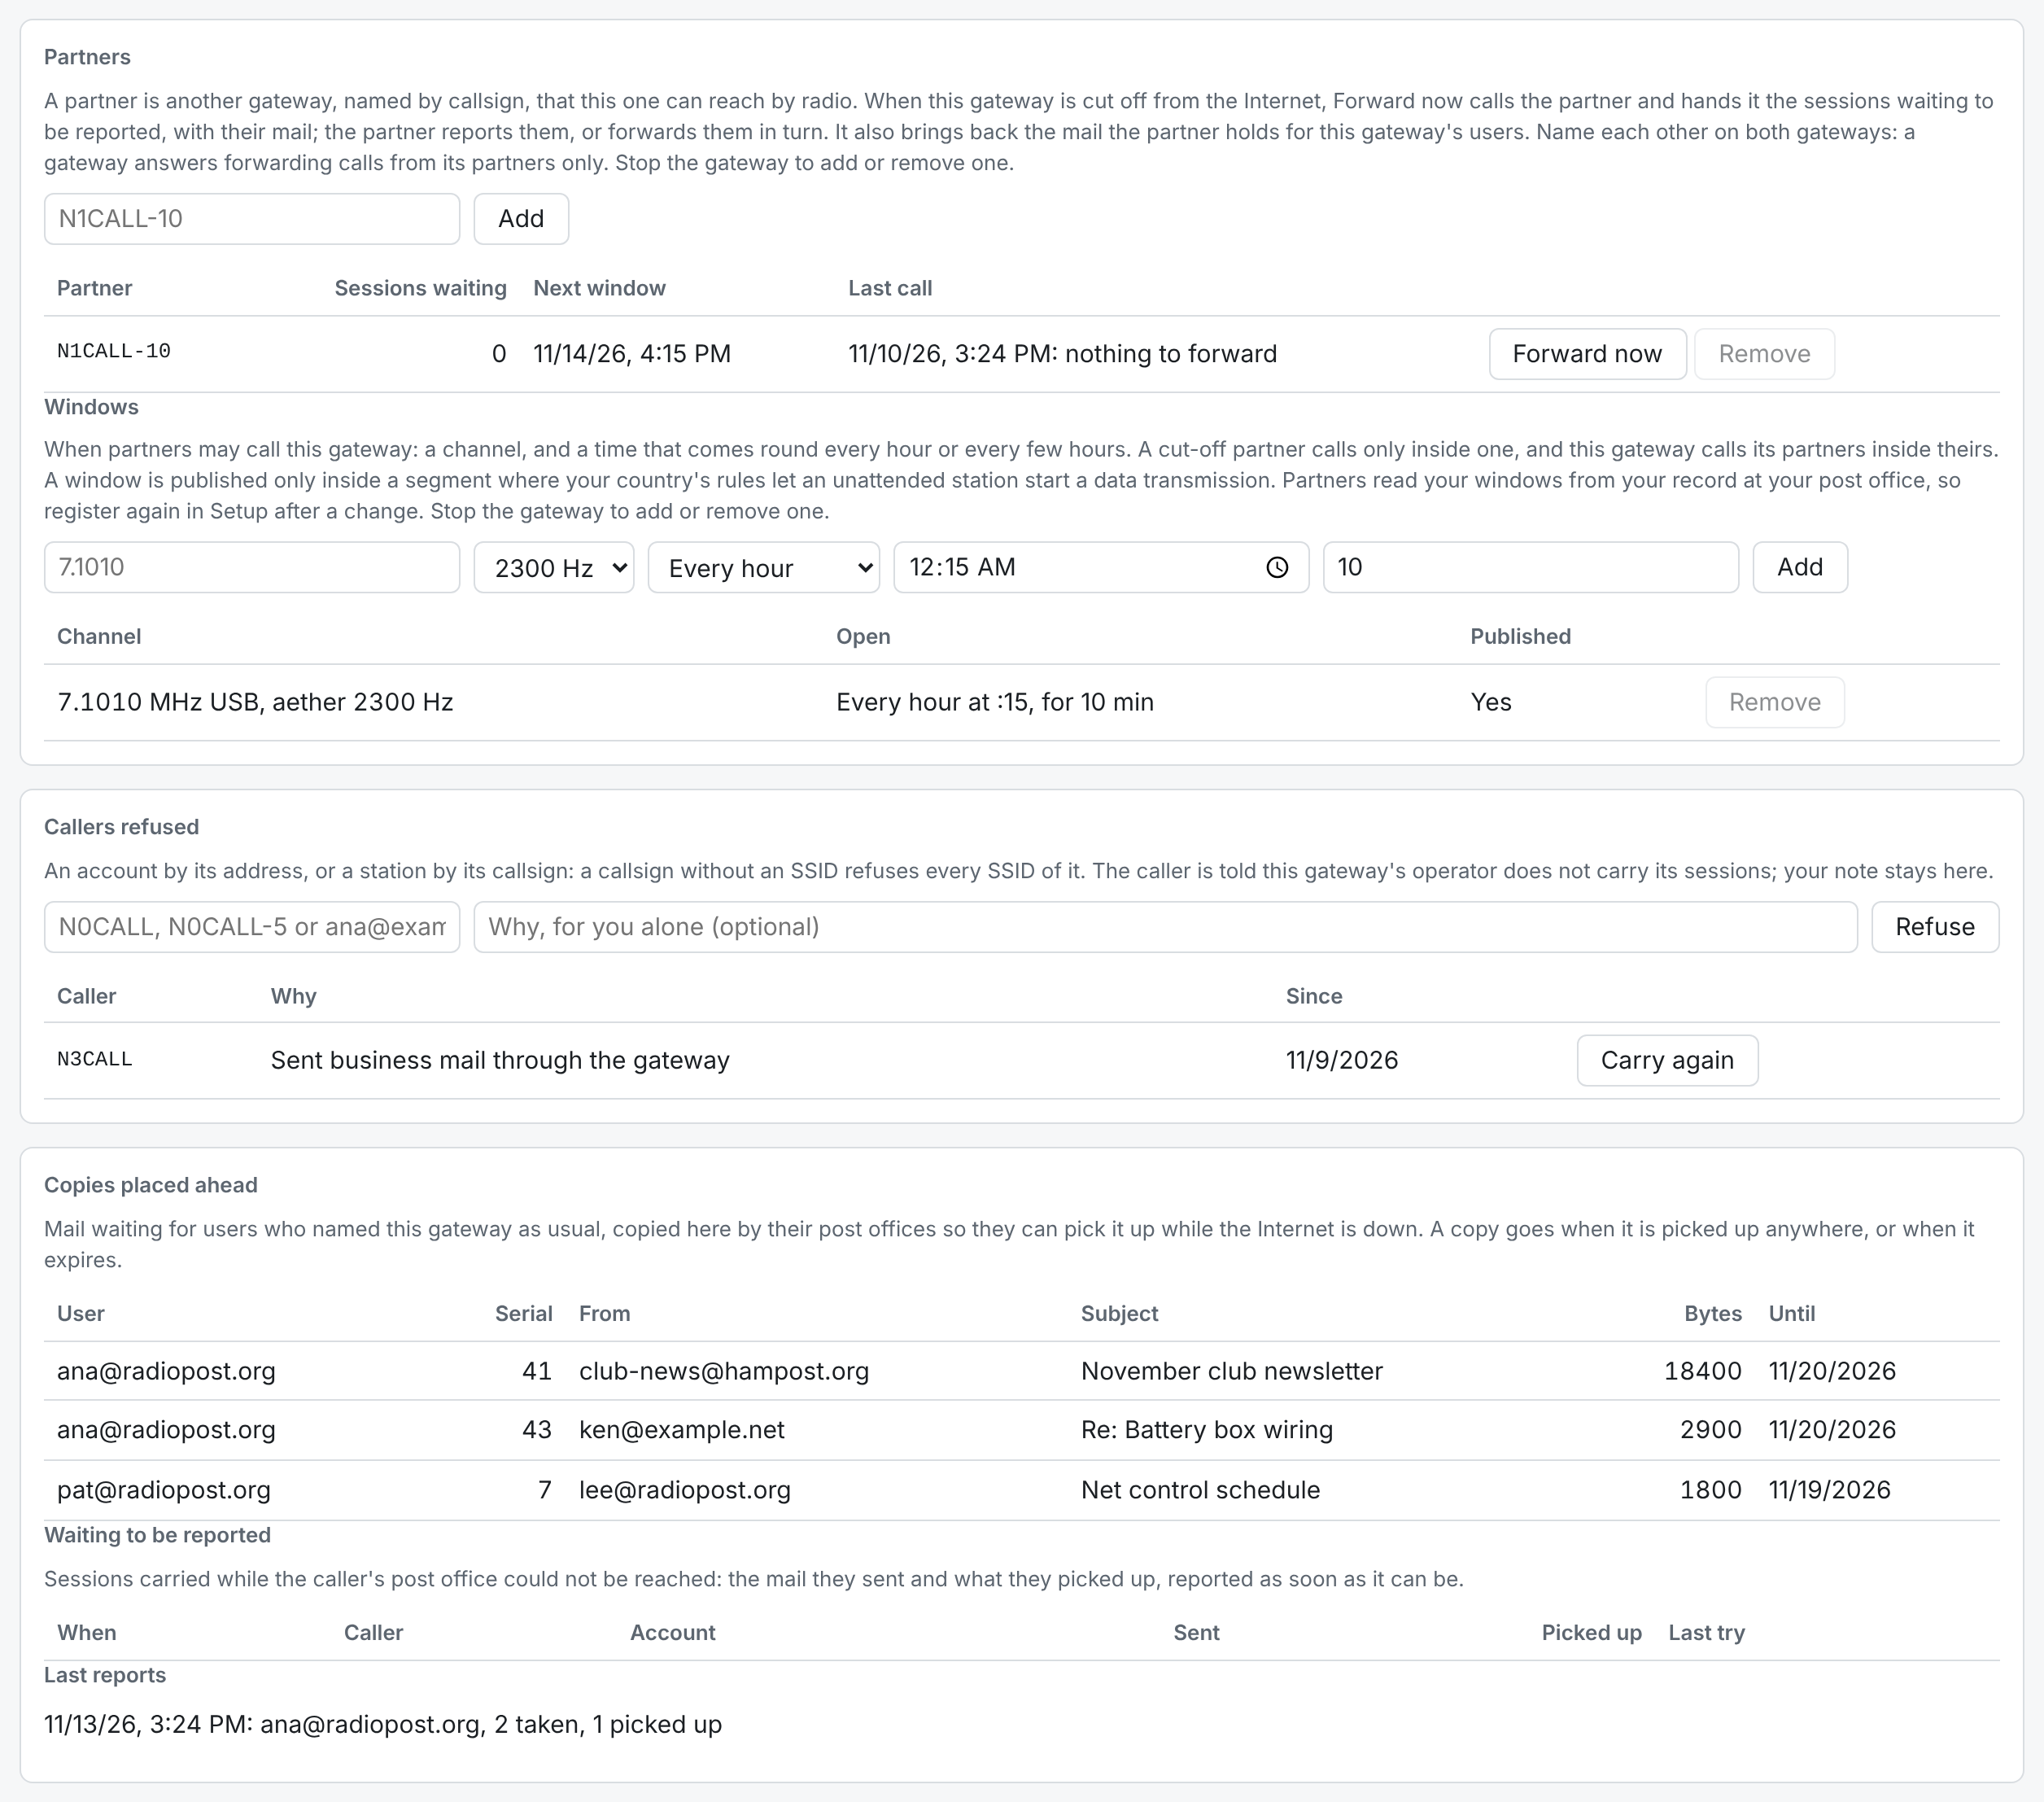 Partners
A partner is another gateway, named by callsign, that this one can reach by radio. When this gateway is cut off from the Internet, Forward now calls the partner and hands it the sessions waiting to
be reported, with their mail; the partner reports them, or forwards them in turn. It also brings back the mail the partner holds for this gateway's users. Name each other on both gateways: a
gateway answers forwarding calls from its partners only. Stop the gateway to add or remove one.
N1CALL-10 Add
Partner Sessions waiting Next window Last call
N1CALL-10 0 11/14/26, 4:15 PM 11/10/26, 3:24 PM: nothing to forward Forward now Remove
Windows
When partners may call this gateway: a channel, and a time that comes round every hour or every few hours. A cut-off partner calls only inside one, and this gateway calls its partners inside theirs.
A window is published only inside a segment where your country's rules let an unattended station start a data transmission. Partners read your windows from your record at your post office, so
register again in Setup after a change. Stop the gateway to add or remove one.
7.1010 2300 Hz Every hour 12:15 AM 10 Add
Channel Open Published
7.1010 MHz USB, aether 2300 Hz Every hour at :15, for 10 min Yes Remove
Callers refused
An account by its address, or a station by its callsign: a callsign without an SSID refuses every SSID of it. The caller is told this gateway's operator does not carry its sessions; your note stays here.
N0CALL, N0CALL-5 or ana@exam Why, for you alone (optional) Refuse
Caller Why Since
N3CALL Sent business mail through the gateway 11/9/2026 Carry again
Copies placed ahead
Mail waiting for users who named this gateway as usual, copied here by their post offices so they can pick it up while the Internet is down. A copy goes when it is picked up anywhere, or when it
expires.
User Serial From Subject Bytes Until
ana@radiopost.org 41 club-news@hampost.org November club newsletter 18400 11/20/2026
ana@radiopost.org 43 ken@example.net Re: Battery box wiring 2900 11/20/2026
pat@radiopost.org 7 lee@radiopost.org Net control schedule 1800 11/19/2026
Waiting to be reported
Sessions carried while the caller's post office could not be reached: the mail they sent and what they picked up, reported as soon as it can be.
When Caller Account Sent Picked up Last try
Last reports
11/13/26, 3:24 PM: ana@radiopost.org, 2 taken, 1 picked up